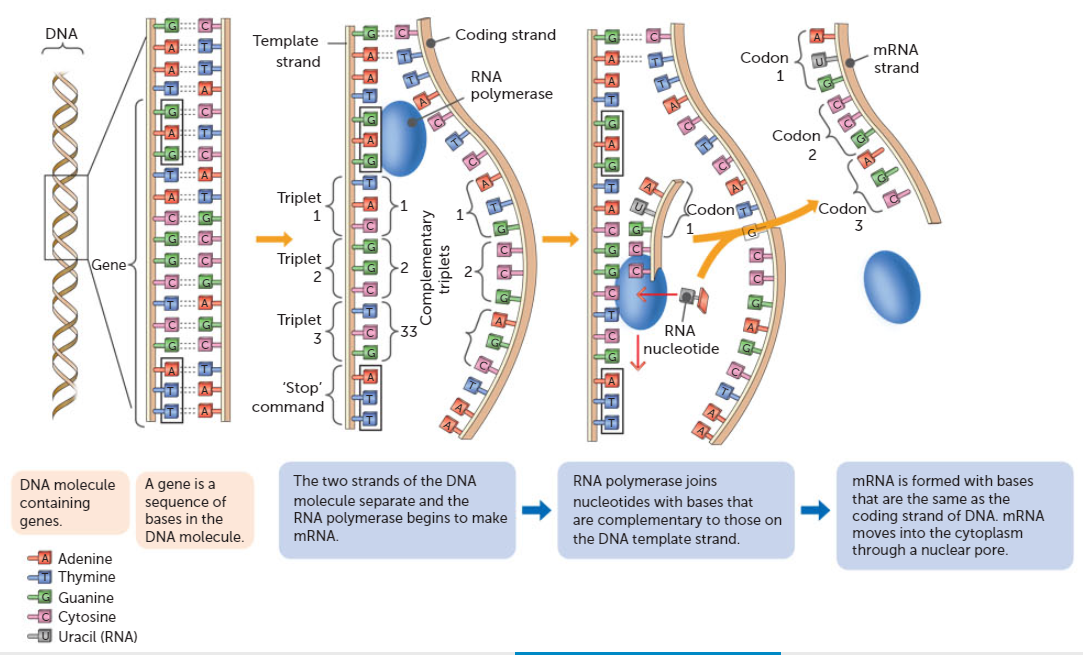 DNA
Gene
G C
A T
A T
T A
G C
A T
G C
T A
A T
C G
G C
G C
C G
T A
C G
G C
A T
T A
T A
Template
strand
Coding strand
RNA
polymerase
Triplet
1
Triplet
2
Triplet
3
'Stop'
command
1
2
33
Complementary
triplets
1
2
G C
A T
A T
T A
G C
A T
G C
T A
A T
C G
G C
G C
C G
T A
C G
G C
A T
T A
T A
Codon
1
RNA
nucleotide
G C
A T
A T
T A
G C
A T
G C
T A
A T
C G
G C
G C
C G
T A
C G
G C
A T
T A
T A
A
U
G
C
C
Codon
1
Codon
2
Codon
3
mRNA
strand
A
U
G
C
C
G
A
G
C
DNA molecule
containing
genes.
A gene is a
sequence of
bases in the
DNA molecule.
The two strands of the DNA
molecule separate and the
RNA polymerase begins to make
mRNA.
RNA polymerase joins
nucleotides with bases that
are complementary to those on
the DNA template strand.
mRNA is formed with bases
that are the same as the
coding strand of DNA. mRNA
moves into the cytoplasm
through a nuclear pore.
A Adenine
T Thymine
G Guanine
C Cytosine
U Uracil (RNA)